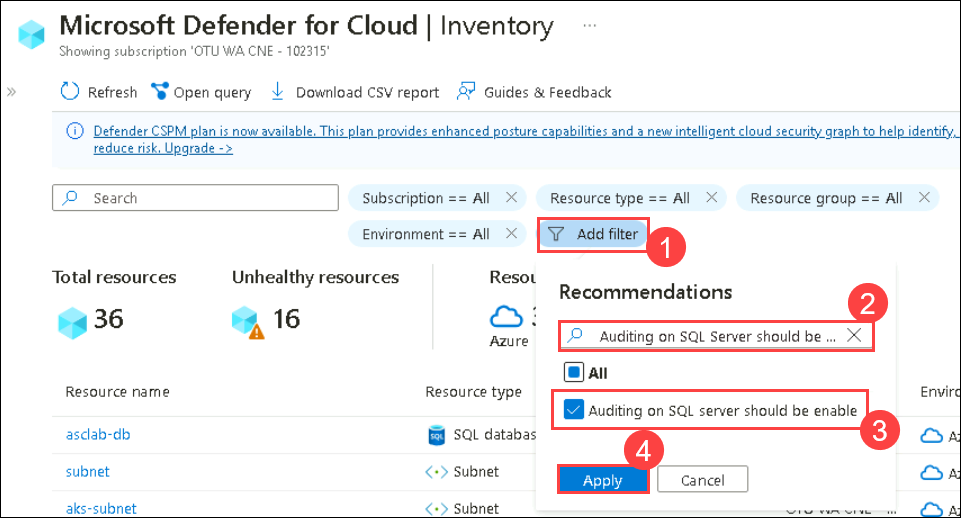 Microsoft Defender for Cloud | Inventory ...
Showing subscription 'OTU WA CNE - 102315'
» Refresh Open query Download CSV report Guides & Feedback
Defender CSPM plan is now available. This plan provides enhanced posture capabilities and a new intelligent cloud security graph to help identify,
reduce risk. Upgrade ->
Search Subscription == All Resource type == All Resource group == All
Environment == All Add filter 1
Total resources Unhealthy resources Resou
36 16
Azure
Recommendations
2
Auditing on SQL Server should be ...
All
Auditing on SQL server should be enable
3
4
Apply Cancel
Resource name Resource type Enviro
asclab-db SQL databas Az
subnet Subnet Az
aks-subnet Subnet OTU WA CNE - ... Az